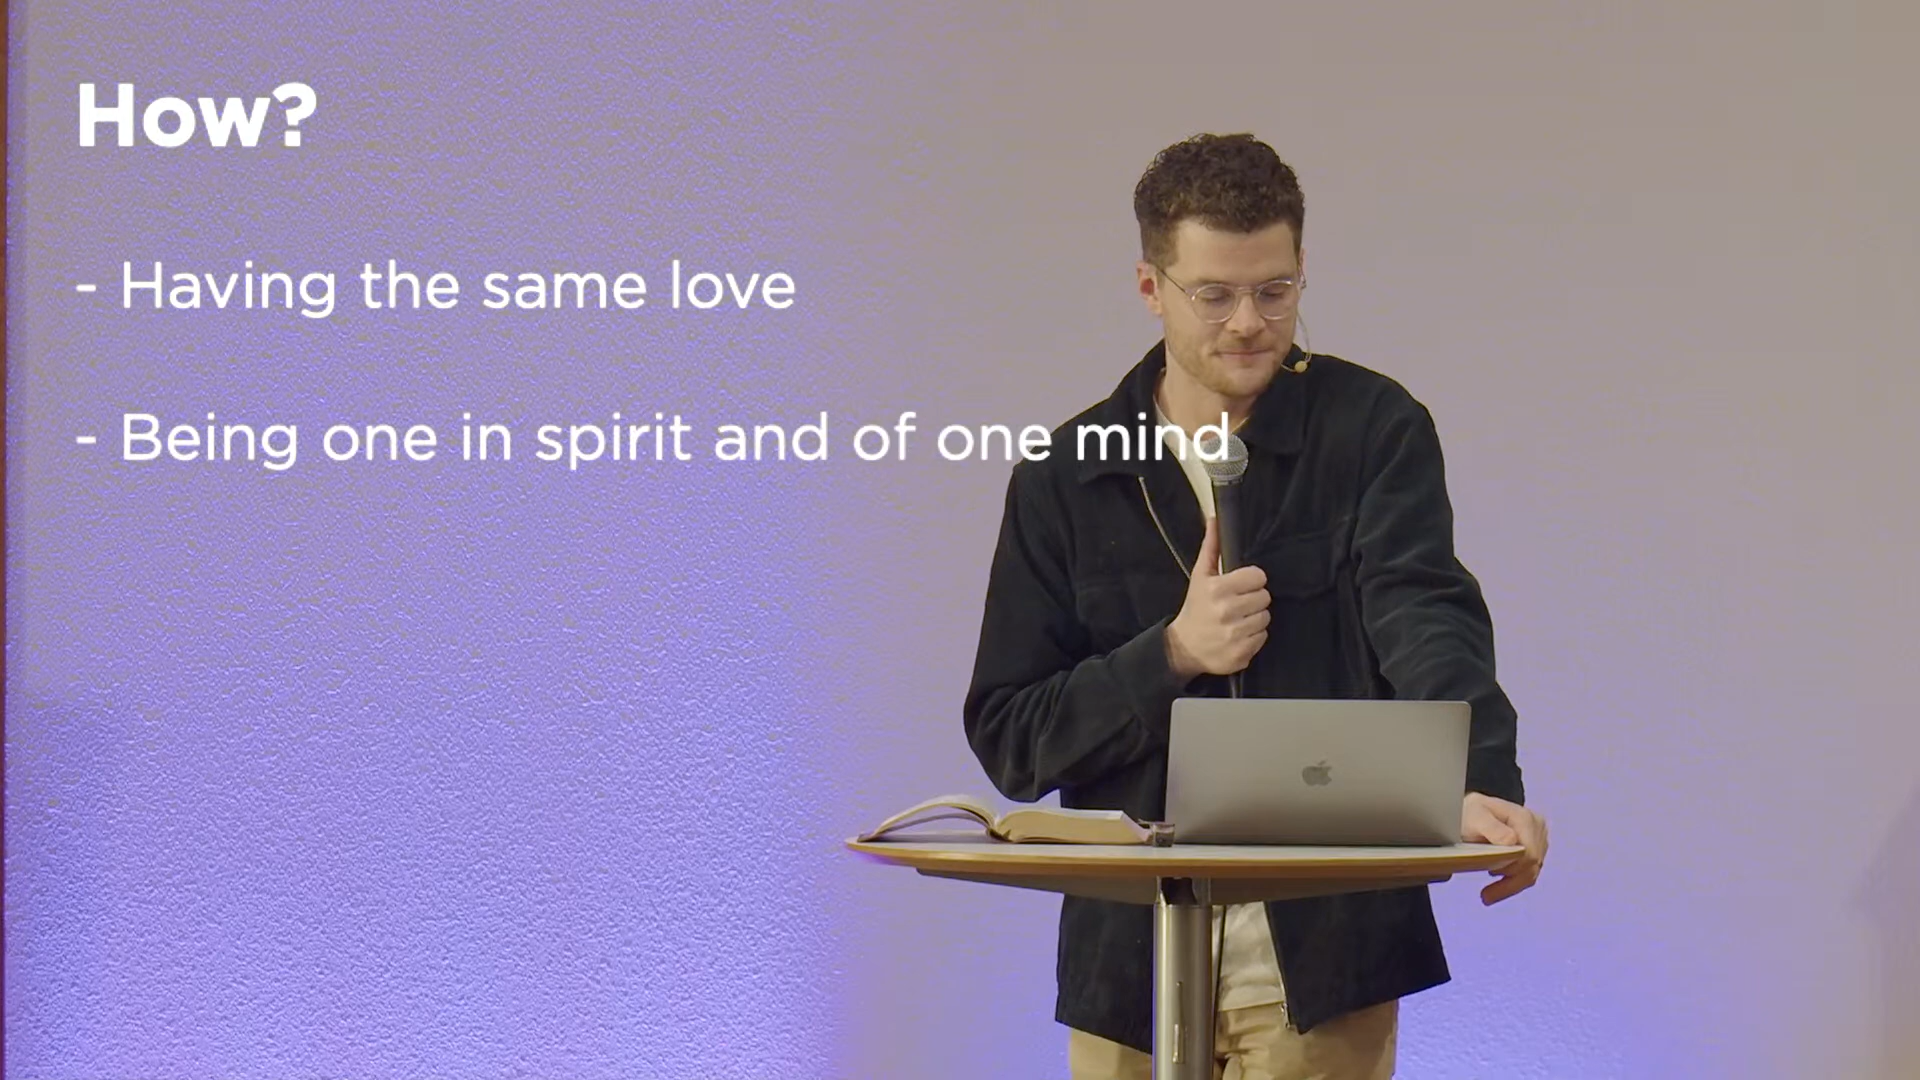 How?
- Having the same love
- Being one in spirit and of one mind